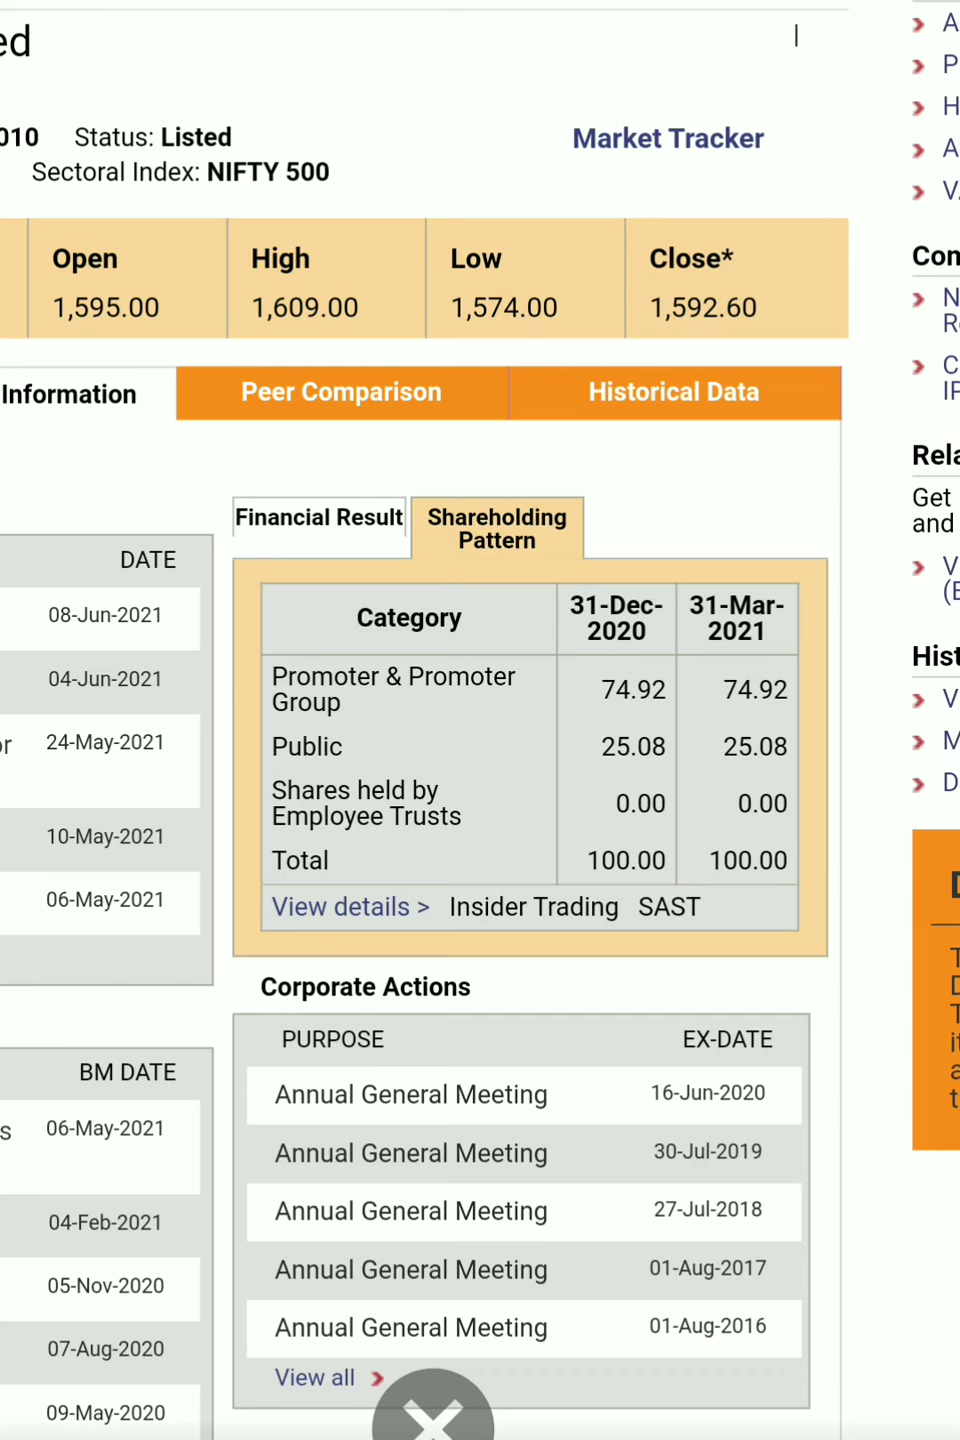 ed |
010 Status: Listed Market Tracker
Sectoral Index: NIFTY 500
Open High Low Close*
1,595.00 1,609.00 1,574.00 1,592.60
Information Peer Comparison Historical Data
Financial Result Shareholding
Pattern
DATE
08-Jun-2021
04-Jun-2021
or 24-May-2021
10-May-2021
06-May-2021
Category 31-Dec-
2020 31-Mar-
2021
Promoter & Promoter
Group 74.92 74.92
Public 25.08 25.08
Shares held by
Employee Trusts 0.00 0.00
Total 100.00 100.00
View details > Insider Trading SAST
Corporate Actions
PURPOSE EX-DATE
Annual General Meeting 16-Jun-2020
Annual General Meeting 30-Jul-2019
Annual General Meeting 27-Jul-2018
Annual General Meeting 01-Aug-2017
Annual General Meeting 01-Aug-2016
View all
BM DATE
s 06-May-2021
04-Feb-2021
05-Nov-2020
07-Aug-2020
09-May-2020
A
P
H
A
V
Com
N
Re
C
IP
Rela
Get
and
V
(E
Hist
V
M
D